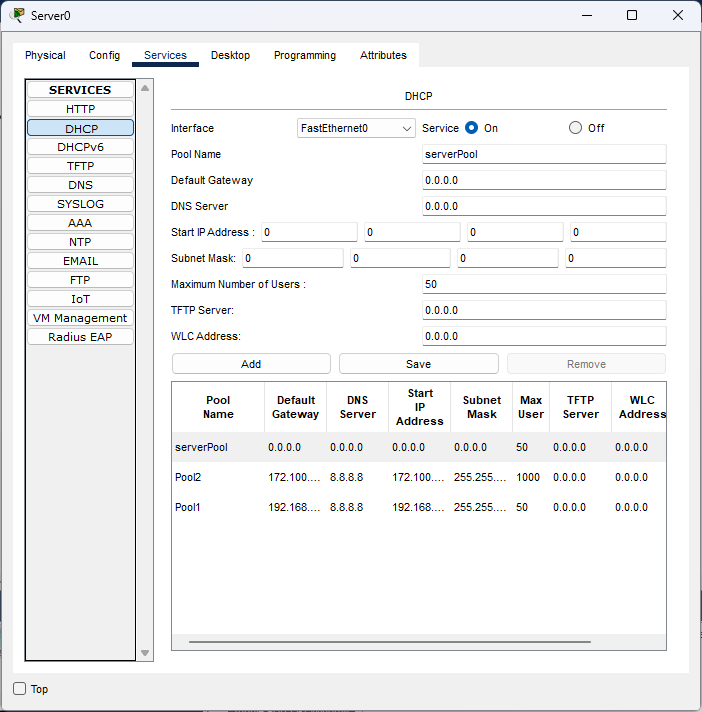 Server0
Physical Config Services Desktop Programming Attributes
SERVICES
HTTP
DHCP
DHCPv6
TFTP
DNS
SYSLOG
AAA
NTP
EMAIL
FTP
IoT
VM Management
Radius EAP
DHCP
Interface FastEthernet0 Service On Off
Pool Name serverPool
Default Gateway 0.0.0.0
DNS Server 0.0.0.0
Start IP Address : 0 0 0 0
Subnet Mask: 0 0 0 0
Maximum Number of Users : 50
TFTP Server: 0.0.0.0
WLC Address: 0.0.0.0
Add Save Remove
Pool Name Default Gateway DNS Server Start IP Address Subnet Mask Max User TFTP Server WLC Address
serverPool 0.0.0.0 0.0.0.0 0.0.0.0 0.0.0.0 50 0.0.0.0 0.0.0.0
Pool2 172.100.... 8.8.8.8 172.100.... 255.255.... 1000 0.0.0.0 0.0.0.0
Pool1 192.168.... 8.8.8.8 192.168.... 255.255.... 50 0.0.0.0 0.0.0.0
Top